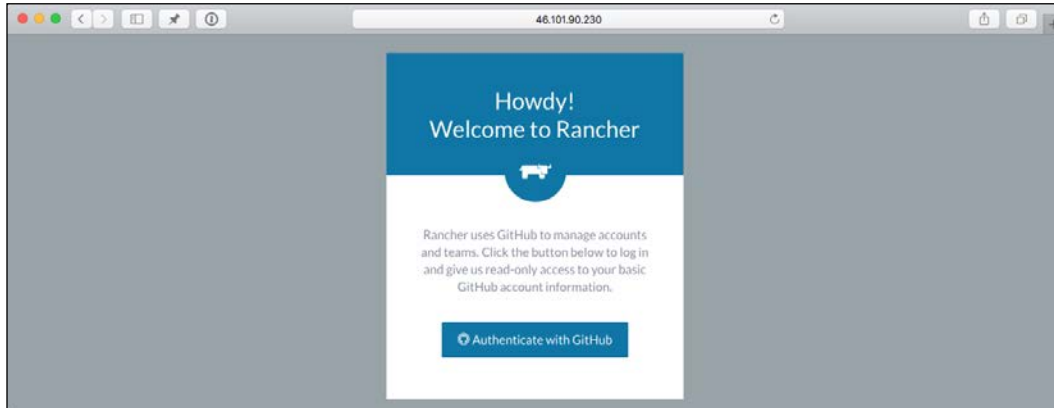 46.101.90.230
Howdy!
Welcome to Rancher
Rancher uses GitHub to manage accounts
and teams. Click the button below to log in
and give us read-only access to your basic
GitHub account information.
Authenticate with GitHub